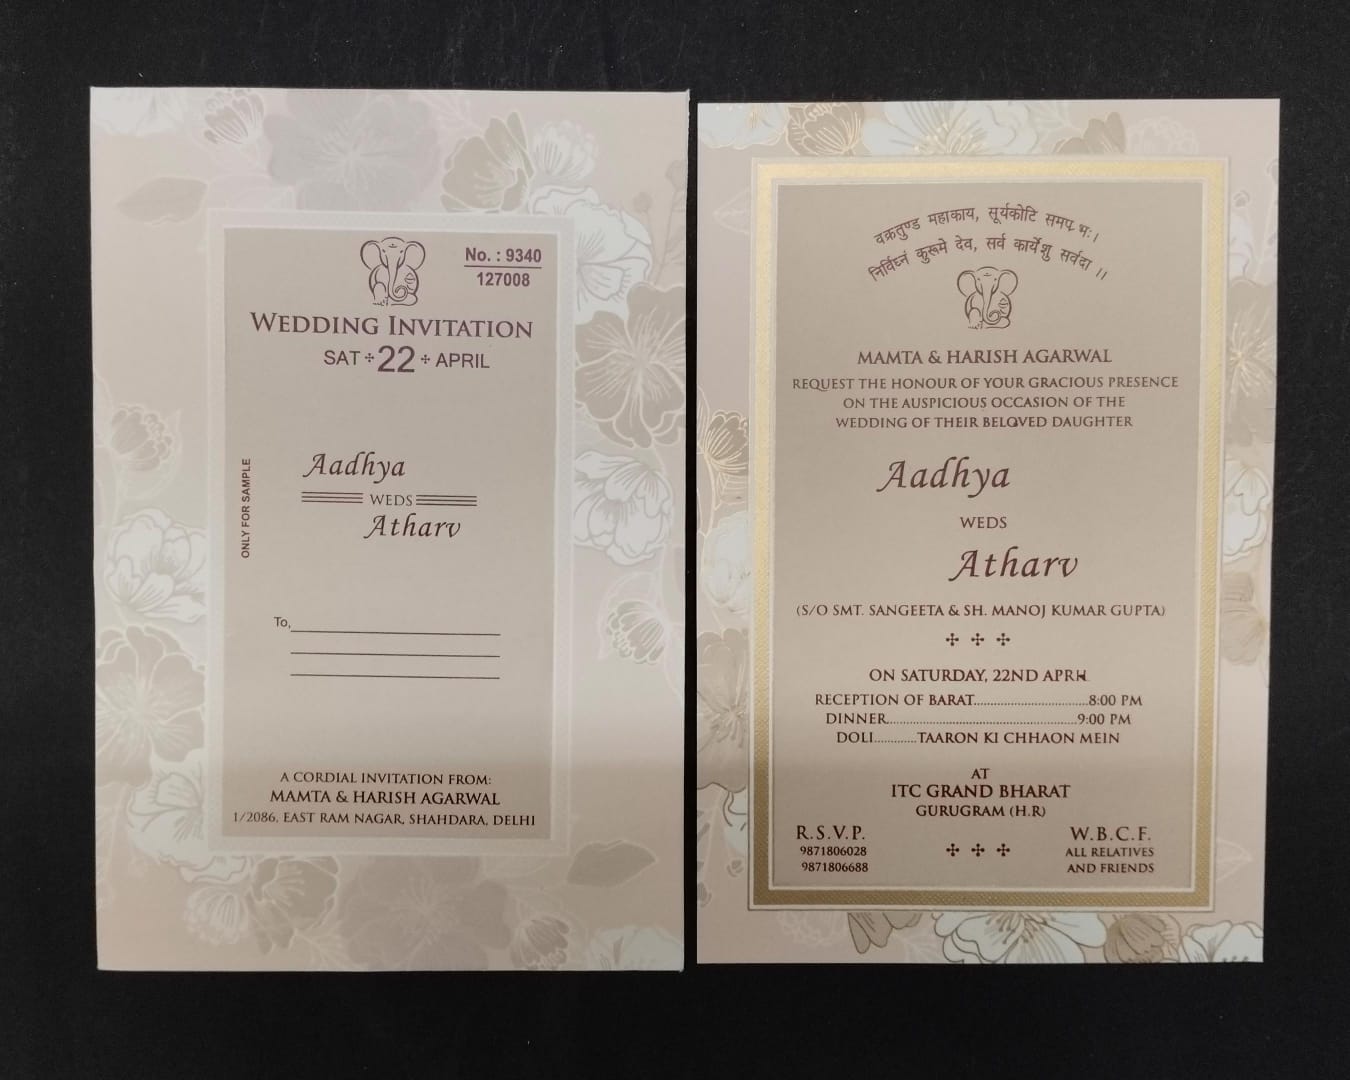 No. : 9340
127008
WEDDING INVITATION
SAT 22 APRIL
ONLY FOR SAMPLE
Aadhya
WEDS
Atharv
To,
A CORDIAL INVITATION FROM:
MAMTA & HARISH AGARWAL
1/2086, EAST RAM NAGAR, SHAHDARA, DELHI
वक्रतुण्ड महाकाय, सूर्यकोटि समप्रभः।
निर्विघ्नं कुरूमे देव, सर्व कार्येशु सर्वदा ।।
MAMTA & HARISH AGARWAL
REQUEST THE HONOUR OF YOUR GRACIOUS PRESENCE
ON THE AUSPICIOUS OCCASION OF THE
WEDDING OF THEIR BELOVED DAUGHTER
Aadhya
WEDS
Atharv
(S/O SMT. SANGEETA & SH. MANOJ KUMAR GUPTA)
ON SATURDAY, 22ND APRIL
RECEPTION OF BARAT.................................8:00 PM
DINNER.......................................................9:00 PM
DOLI............TAARON KI CHHAON MEIN
AT
ITC GRAND BHARAT
GURUGRAM (H.R)
R.S.V.P.
9871806028
9871806688
W.B.C.F.
ALL RELATIVES
AND FRIENDS